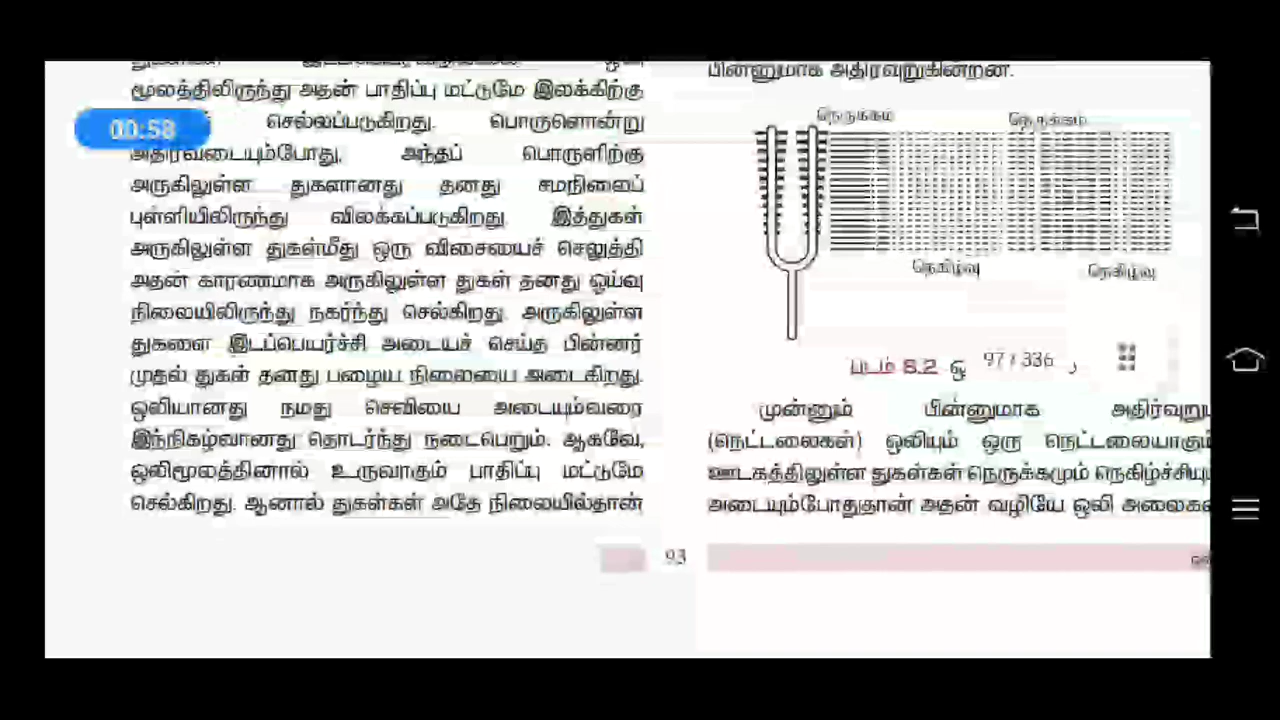 மூலத்திலிருந்து அதன் பாதிப்பு மட்டுமே இலக்கிற்கு
00:58
செல்லப்படுகிறது. பொருளொன்று
அதிர்வடையும்போது, அந்தப் பொருளிற்கு
அருகிலுள்ள துகளானது தனது சமநிலைப்
புள்ளியிலிருந்து விலக்கப்படுகிறது. இத்துகள்
அருகிலுள்ள துகள்மீது ஒரு விசையைச் செலுத்தி
அதன் காரணமாக அருகிலுள்ள துகள் தனது ஓய்வு
நிலையிலிருந்து நகர்ந்து செல்கிறது. அருகிலுள்ள
துகளை இடப்பெயர்ச்சி அடையச் செய்த பின்னர்
முதல் துகள் தனது பழைய நிலையை அடைகிறது.
ஒலியானது நமது செவியை அடையும்வரை
இந்நிகழ்வானது தொடர்ந்து நடைபெறும். ஆகவே,
ஒலிமூலத்தினால் உருவாகும் பாதிப்பு மட்டுமே
செல்கிறது. ஆனால் துகள்கள் அதே நிலையில்தான்
93
பின்னுமாக அதிர்வுறுகின்றன.
நெருக்கம் நெருக்கம்
நெகிழ்வு நெகிழ்வு
படம் 8.2 ஒ
97 / 336
முன்னும் பின்னுமாக அதிர்வுறு
(நெட்டலைகள்) ஒலியும் ஒரு நெட்டலையாகும்
ஊடகத்திலுள்ள துகள்கள் நெருக்கமும் நெகிழ்ச்சியு
அடையும்போதுதான் அதன் வழியே ஒலி அலைகள